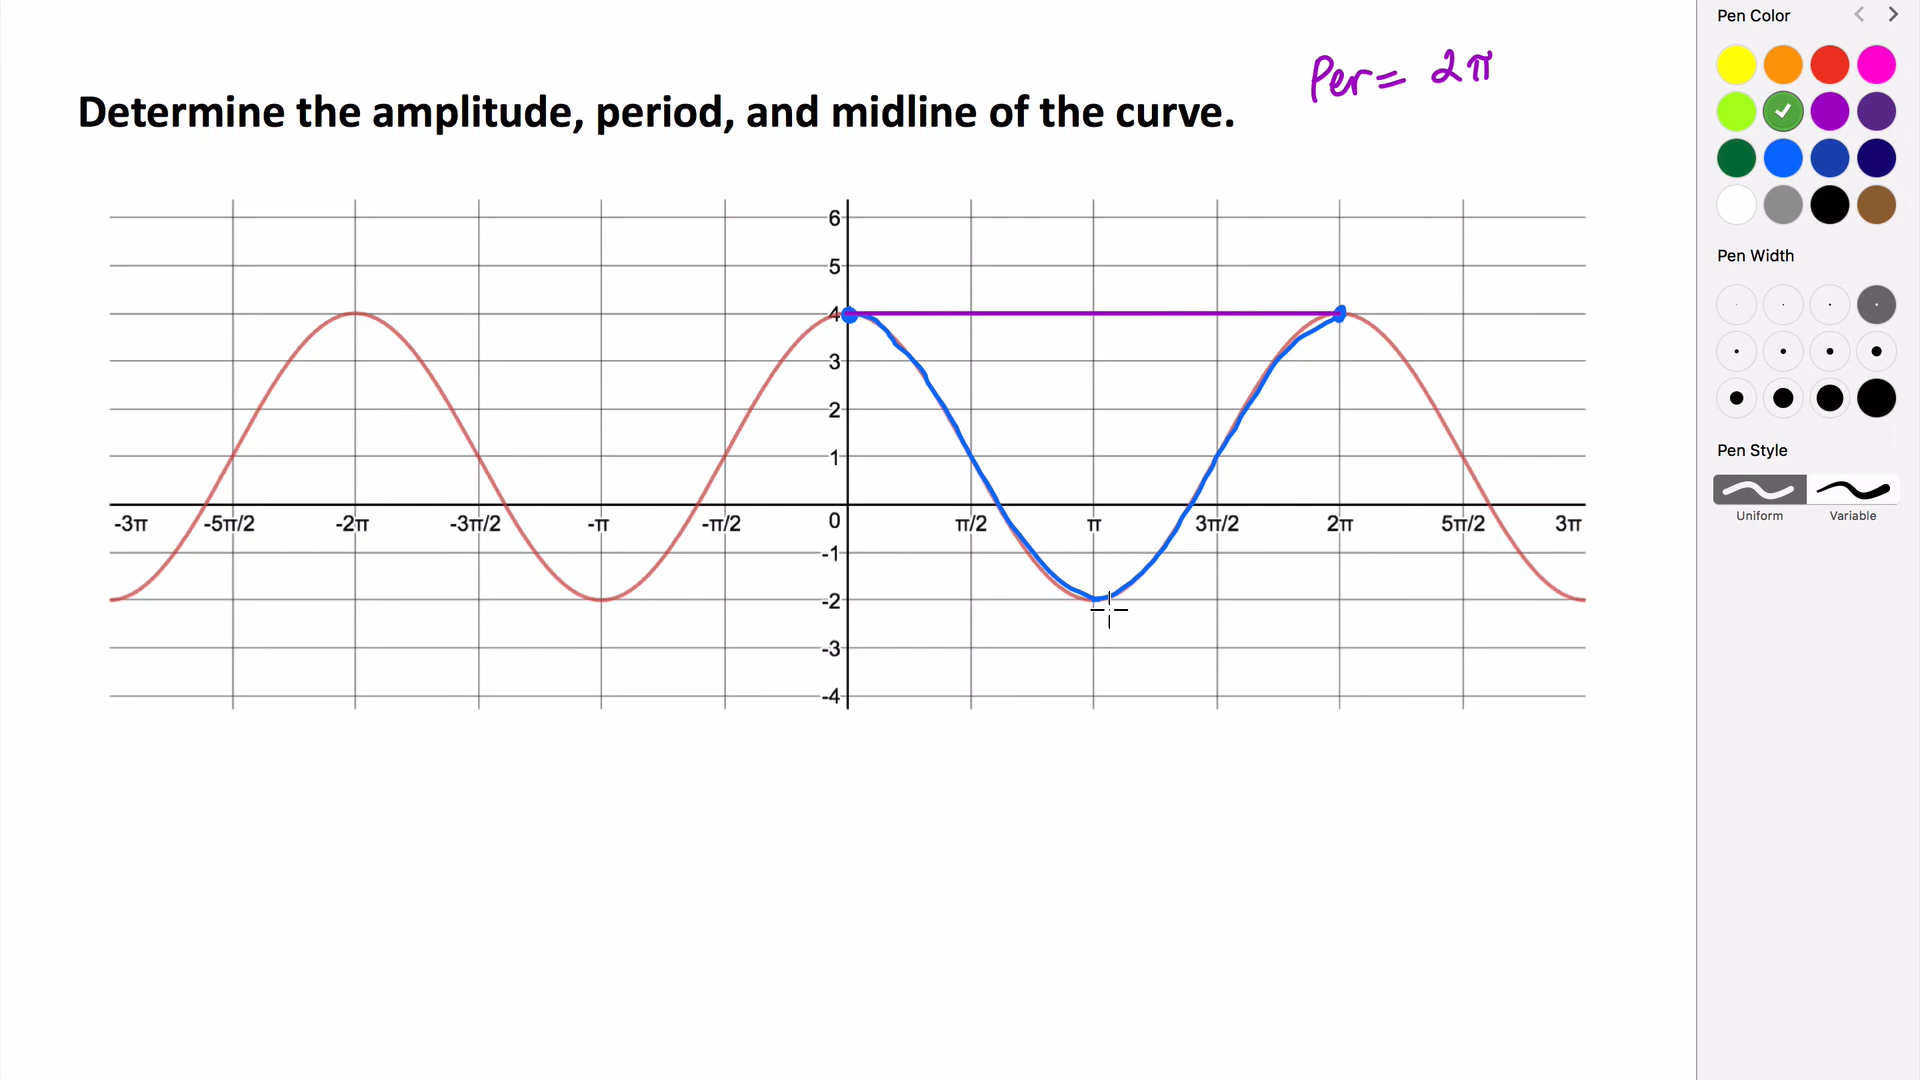 Pen Color
Per = 2π
Determine the amplitude, period, and midline of the curve.
6
5
4
3
2
1
-3π -5π/2 -2π -3π/2 -π -π/2 0 π/2 π 3π/2 2π 5π/2 3π
-1
-2
-3
-4
Pen Width
Pen Style
Uniform Variable